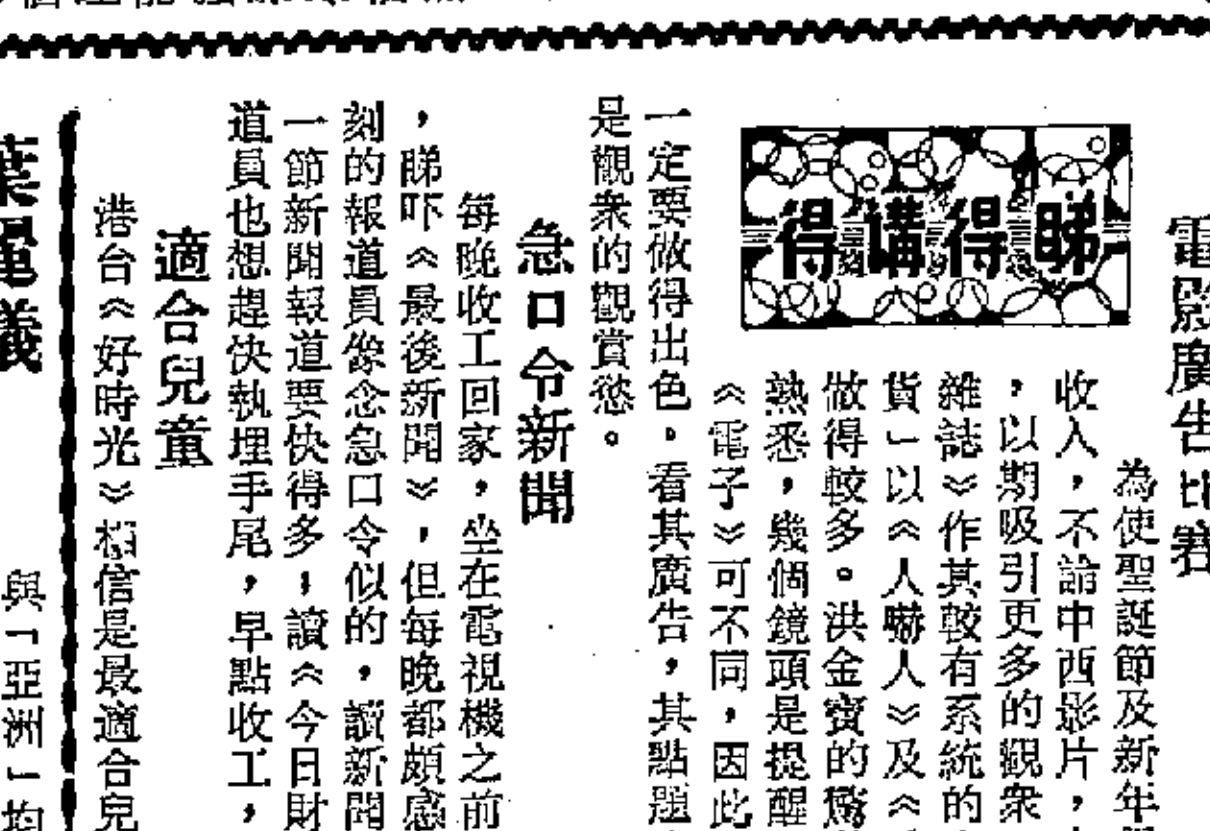 電影廣告比賽
為使聖誕節及新年
收入，不論中西影片，
，以期吸引更多的觀衆
雜誌》作其較有系統的
貨」以《人嚇人》及《
做得較多。洪金寶的
熟悉，幾個鏡頭是提醒
《電子》可不同，因此
一定要做得出色。看其廣告，其點題
是觀衆的觀賞慾。
睇得講得
急口令新聞
每晚收工回家，坐在電視機之前
，睇吓《最後新聞》，但每晚都頗感
刻的報道員像念急口令似的，讀新聞
一節新聞報道要快得多，讀《今日財
道員也想趕快執埋手尾，早點收工，
適合兒童
港台《好時光》相信是最適合兒
葉蘊儀
與「亞洲」均